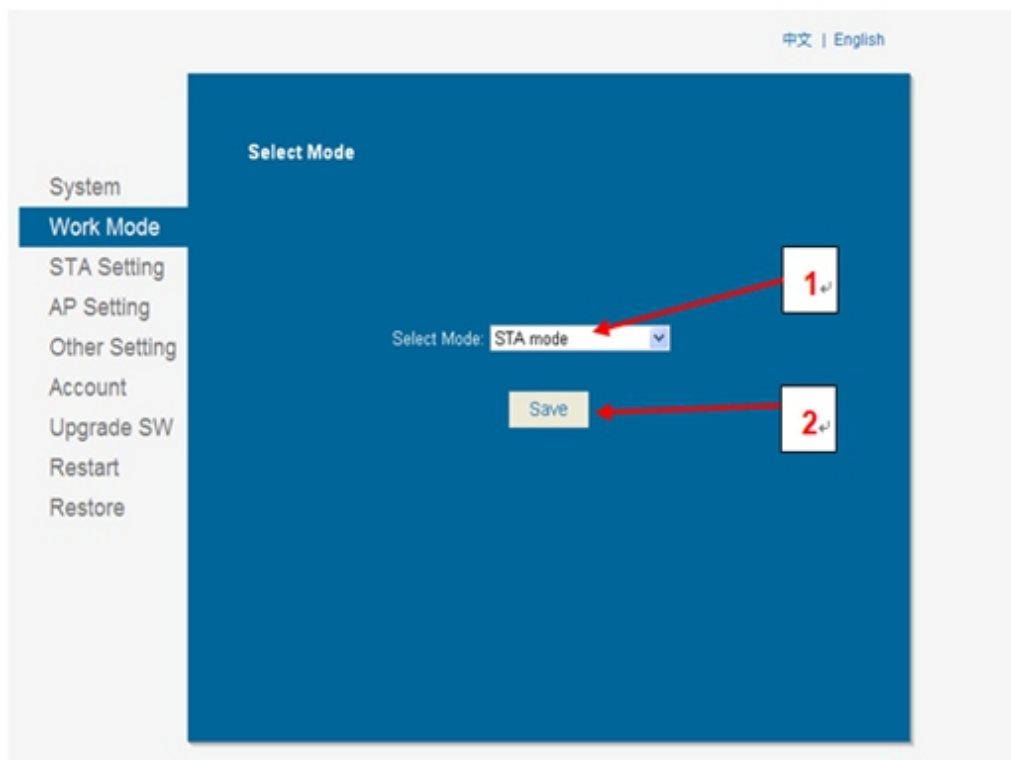 中文 | English
Select Mode
System
Work Mode
STA Setting
AP Setting
Other Setting
Account
Upgrade SW
Restart
Restore
1↵
Select Mode: STA mode
Save
2↵